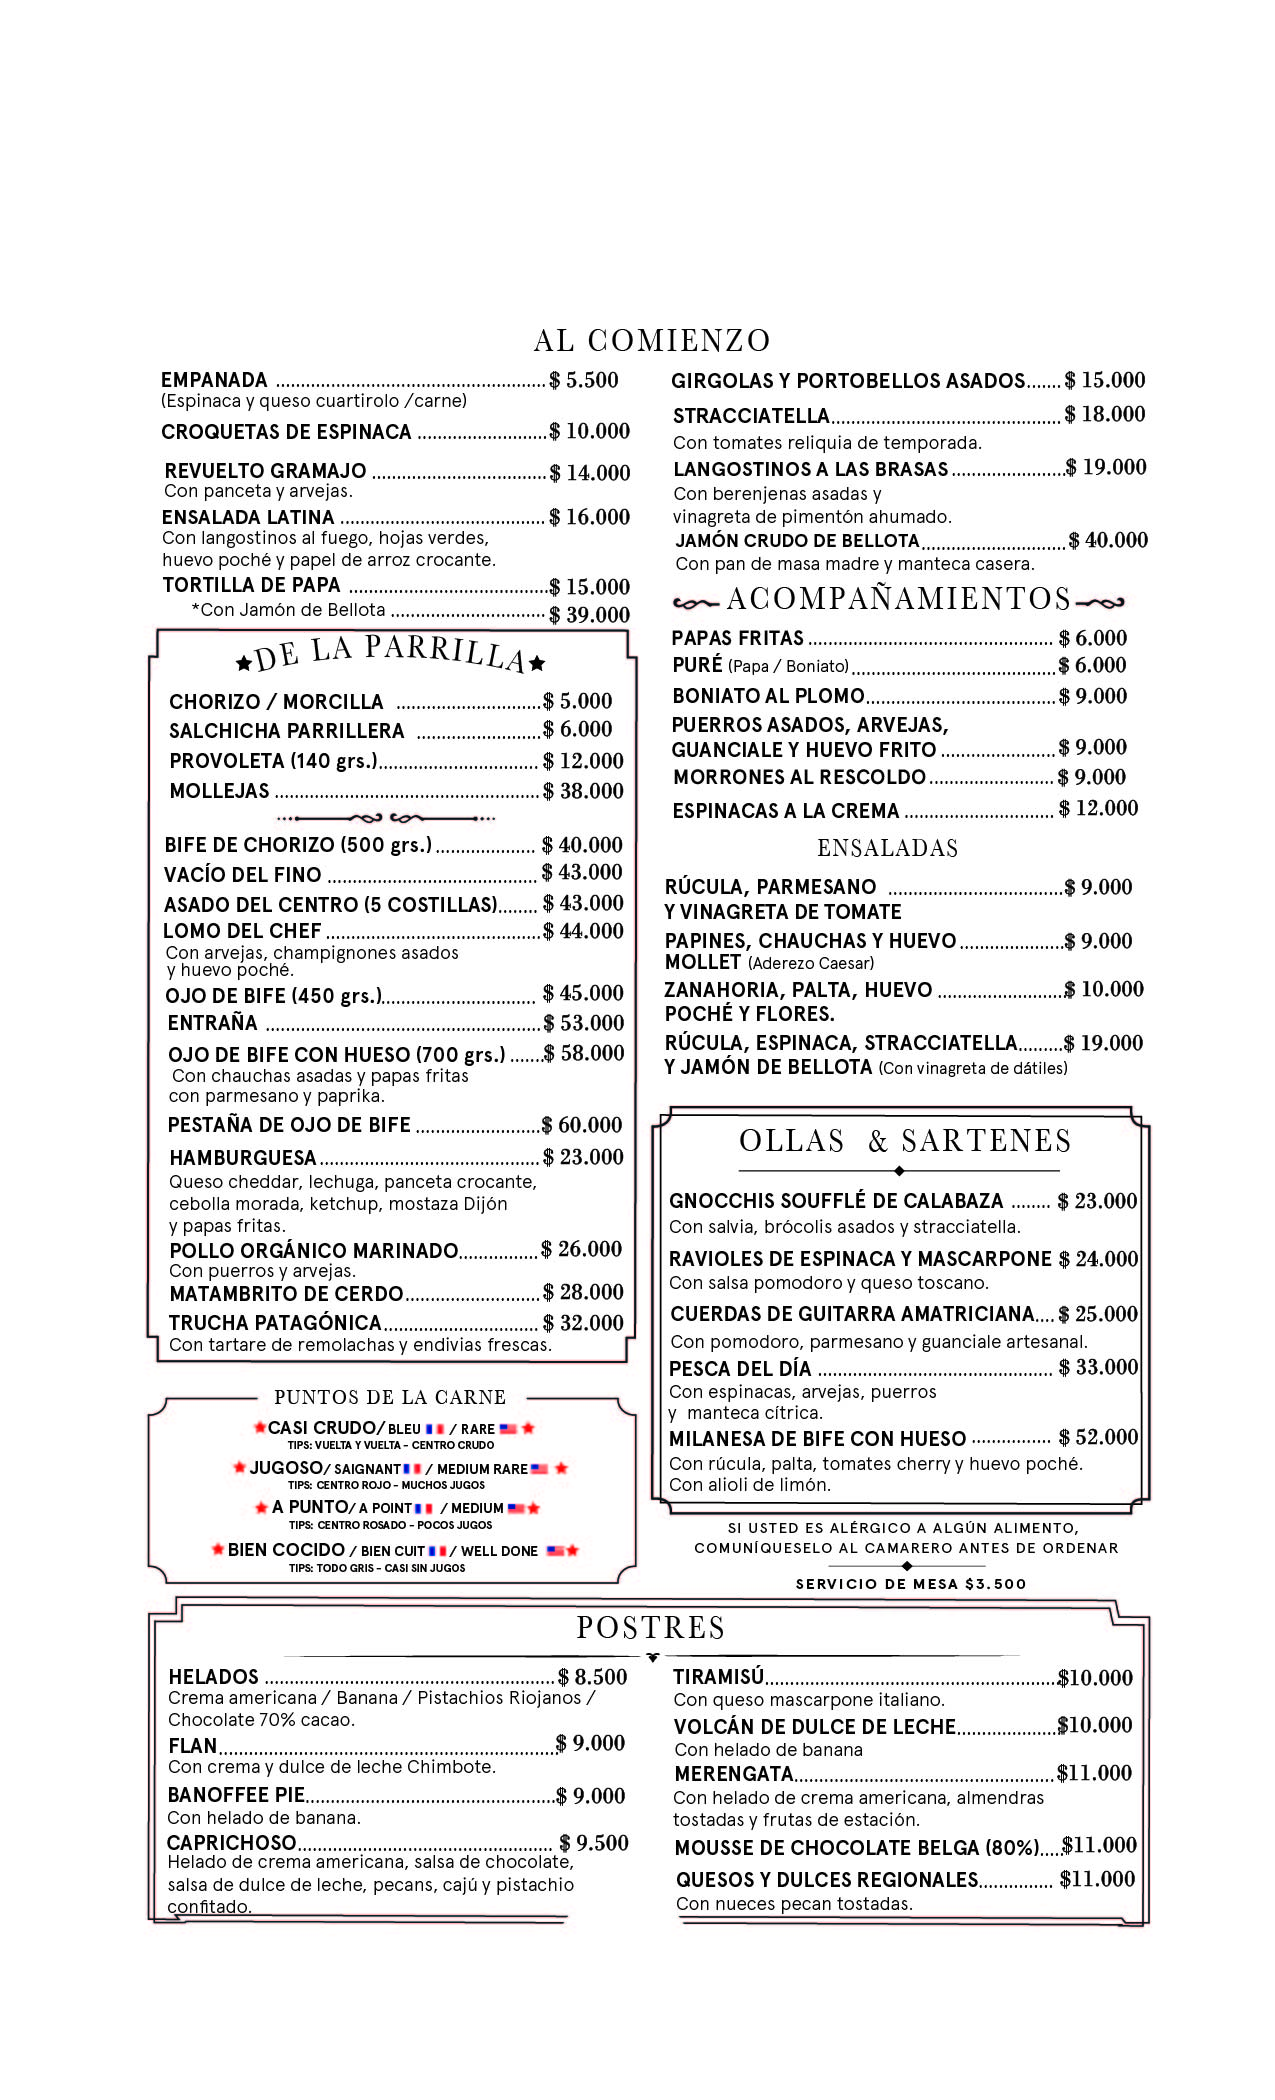 AL COMIENZO
EMPANADA ........ $ 5.500
(Espinaca y queso cuartirolo /carne)
CROQUETAS DE ESPINACA ........ $ 10.000
REVUELTO GRAMAJO ........ $ 14.000
Con panceta y arvejas.
ENSALADA LATINA ........ $ 16.000
Con langostinos al fuego, hojas verdes,
huevo poché y papel de arroz crocante.
TORTILLA DE PAPA ........ $ 15.000
*Con Jamón de Bellota ........ $ 39.000
GIRGOLAS Y PORTOBELLOS ASADOS....... $ 15.000
STRACCIATELLA........ $ 18.000
Con tomates reliquia de temporada.
LANGOSTINOS A LAS BRASAS ........ $ 19.000
Con berenjenas asadas y
vinagreta de pimentón ahumado.
JAMÓN CRUDO DE BELLOTA........ $ 40.000
Con pan de masa madre y manteca casera.
DE LA PARRILLA
CHORIZO / MORCILLA ........ $ 5.000
SALCHICHA PARRILLERA ........ $ 6.000
PROVOLETA (140 grs.)........ $ 12.000
MOLLEJAS ........ $ 38.000
BIFE DE CHORIZO (500 grs.) ........ $ 40.000
VACÍO DEL FINO ........ $ 43.000
ASADO DEL CENTRO (5 COSTILLAS)........ $ 43.000
LOMO DEL CHEF ........ $ 44.000
Con arvejas, champignones asados
y huevo poché.
OJO DE BIFE (450 grs.)........ $ 45.000
ENTRAÑA ........ $ 53.000
OJO DE BIFE CON HUESO (700 grs.) ....... $ 58.000
Con chauchas asadas y papas fritas
con parmesano y paprika.
PESTAÑA DE OJO DE BIFE ........ $ 60.000
HAMBURGUESA ........ $ 23.000
Queso cheddar, lechuga, panceta crocante,
cebolla morada, ketchup, mostaza Dijón
y papas fritas.
POLLO ORGÁNICO MARINADO........ $ 26.000
Con puerros y arvejas.
MATAMBRITO DE CERDO........ $ 28.000
TRUCHA PATAGÓNICA........ $ 32.000
Con tartare de remolachas y endivias frescas.
ACOMPAÑAMIENTOS
PAPAS FRITAS ........ $ 6.000
PURÉ (Papa / Boniato)........ $ 6.000
BONIATO AL PLOMO........ $ 9.000
PUERROS ASADOS, ARVEJAS,
GUANCIALE Y HUEVO FRITO ........ $ 9.000
MORRONES AL RESCOLDO ........ $ 9.000
ESPINACAS A LA CREMA ........ $ 12.000
ENSALADAS
RÚCULA, PARMESANO ........ $ 9.000
Y VINAGRETA DE TOMATE
PAPINES, CHAUCHAS Y HUEVO ........ $ 9.000
MOLLET (Aderezo Caesar)
ZANAHORIA, PALTA, HUEVO ........ $ 10.000
POCHÉ Y FLORES.
RÚCULA, ESPINACA, STRACCIATELLA........ $ 19.000
Y JAMÓN DE BELLOTA (Con vinagreta de dátiles)
OLLAS & SARTENES
GNOCCHIS SOUFFLÉ DE CALABAZA ........ $ 23.000
Con salvia, brócolis asados y stracciatella.
RAVIOLES DE ESPINACA Y MASCARPONE $ 24.000
Con salsa pomodoro y queso toscano.
CUERDAS DE GUITARRA AMATRICIANA.... $ 25.000
Con pomodoro, parmesano y guanciale artesanal.
PESCA DEL DÍA ........ $ 33.000
Con espinacas, arvejas, puerros
y manteca cítrica.
MILANESA DE BIFE CON HUESO ........ $ 52.000
Con rúcula, palta, tomates cherry y huevo poché.
Con alioli de limón.
PUNTOS DE LA CARNE
CASI CRUDO/ BLEU / RARE
TIPS: VUELTA Y VUELTA - CENTRO CRUDO
JUGOSO/ SAIGNANT / MEDIUM RARE
TIPS: CENTRO ROJO - MUCHOS JUGOS
A PUNTO/ A POINT / MEDIUM
TIPS: CENTRO ROSADO - POCOS JUGOS
BIEN COCIDO / BIEN CUIT / WELL DONE
TIPS: TODO GRIS - CASI SIN JUGOS
SI USTED ES ALÉRGICO A ALGÚN ALIMENTO,
COMUNÍQUESELO AL CAMARERO ANTES DE ORDENAR
SERVICIO DE MESA $3.500
POSTRES
HELADOS ........ $ 8.500
Crema americana / Banana / Pistachios Riojanos /
Chocolate 70% cacao.
FLAN........ $ 9.000
Con crema y dulce de leche Chimbote.
BANOFFEE PIE........ $ 9.000
Con helado de banana.
CAPRICHOSO........ $ 9.500
Helado de crema americana, salsa de chocolate,
salsa de dulce de leche, pecans, cajú y pistachio
confitado.
TIRAMISÚ........ $10.000
Con queso mascarpone italiano.
VOLCÁN DE DULCE DE LECHE........ $10.000
Con helado de banana
MERENGATA........ $11.000
Con helado de crema americana, almendras
tostadas y frutas de estación.
MOUSSE DE CHOCOLATE BELGA (80%)..... $11.000
QUESOS Y DULCES REGIONALES........ $11.000
Con nueces pecan tostadas.